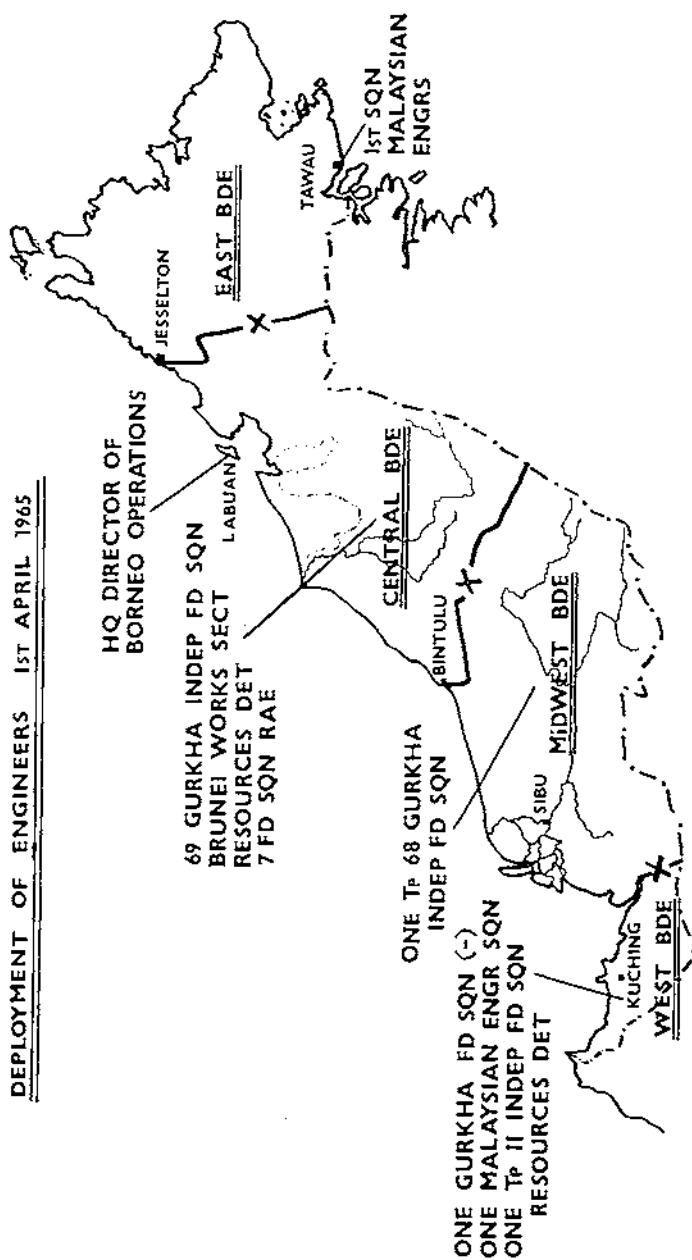 DEPLOYMENT OF ENGINEERS 1ST APRIL 1965
HQ DIRECTOR OF
BORNEO OPERATIONS
JESSELTON
LABUAN
EAST BDE
TAWAU
1ST SQN
MALAYSIAN
ENGRS
69 GURKHA INDEP FD SQN
BRUNEI WORKS SECT
RESOURCES DET
7 FD SQN RAE
CENTRAL BDE
BINTULU
ONE TP 68 GURKHA
INDEP FD SQN
MIDWEST BDE
SIBU
ONE GURKHA FD SQN (-)
ONE MALAYSIAN ENGR SQN
ONE TP 11 INDEP FD SQN
RESOURCES DET
KUCHING
WEST BDE
X
X
X